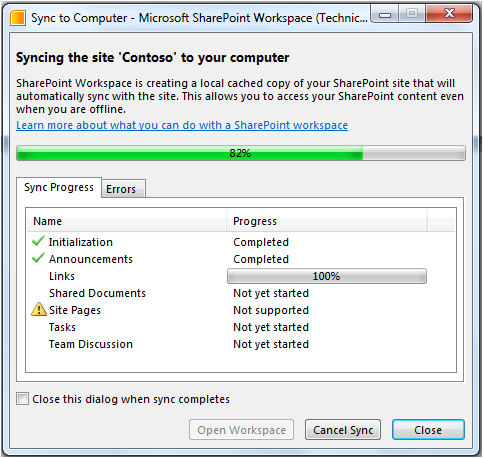 Sync to Computer - Microsoft SharePoint Workspace (Technic...
Syncing the site 'Contoso' to your computer
SharePoint Workspace is creating a local cached copy of your SharePoint site that will
automatically sync with the site. This allows you to access your SharePoint content even
when you are offline.
Learn more about what you can do with a SharePoint workspace
82%
Sync Progress Errors
Name Progress
Initialization Completed
Announcements Completed
Links 100%
Shared Documents Not yet started
Site Pages Not supported
Tasks Not yet started
Team Discussion Not yet started
Close this dialog when sync completes
Open Workspace Cancel Sync Close